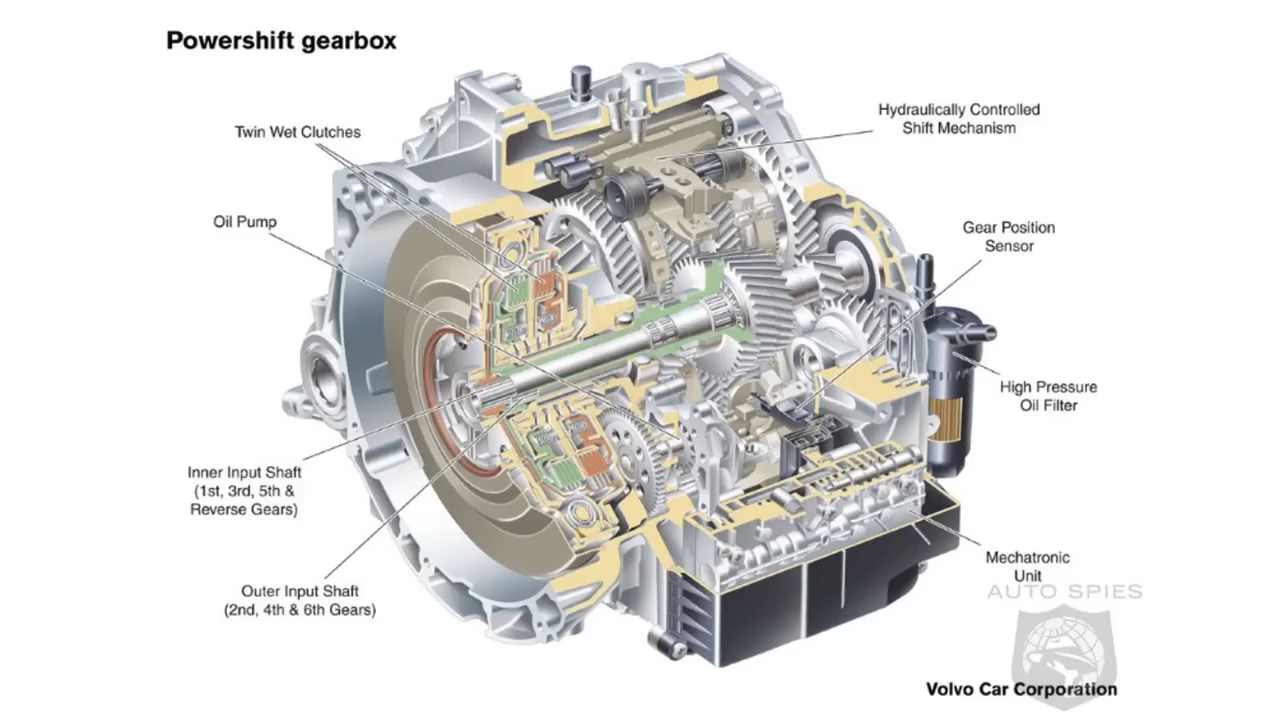 Powershift gearbox
Twin Wet Clutches
Hydraulically Controlled
Shift Mechanism
Oil Pump
Gear Position
Sensor
High Pressure
Oil Filter
Inner Input Shaft
(1st, 3rd, 5th &
Reverse Gears)
Mechatronic
Unit
Outer Input Shaft
(2nd, 4th & 6th Gears)
AUTO SPIES
Volvo Car Corporation